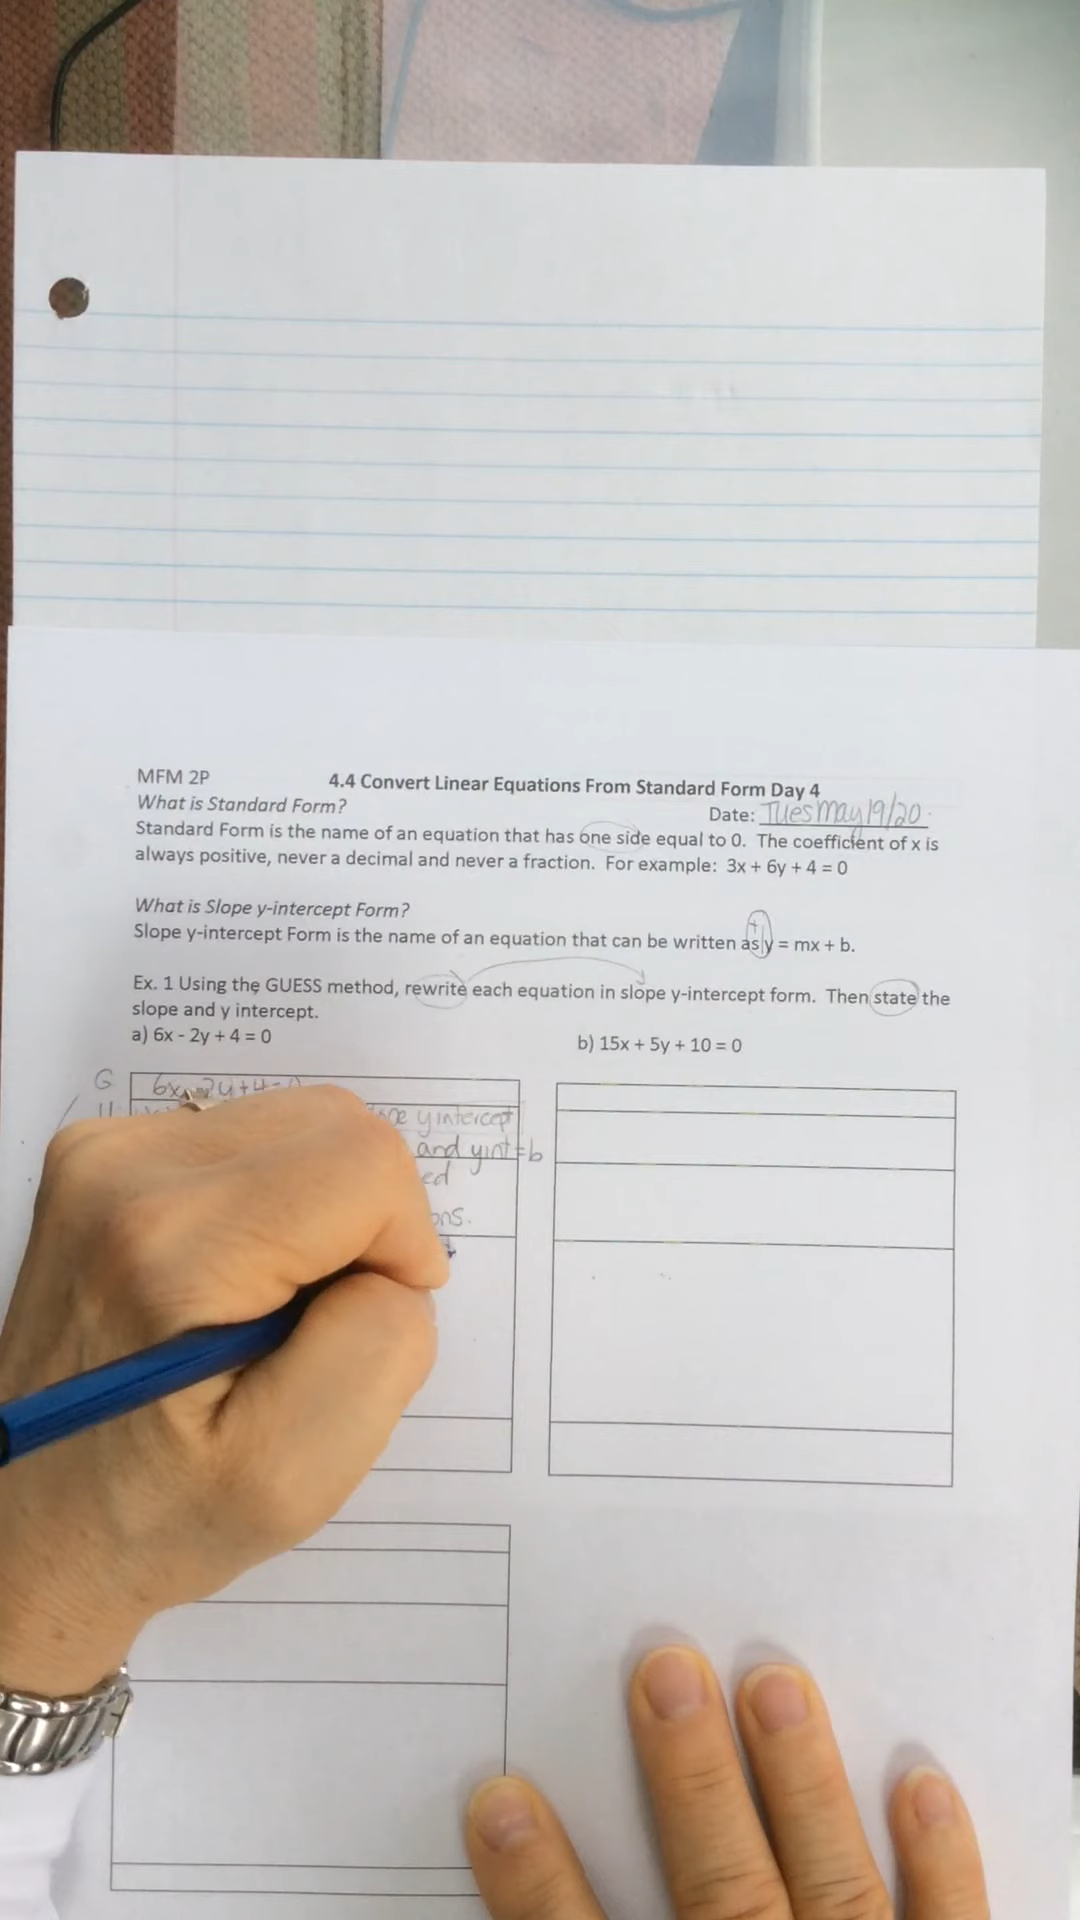 MFM 2P 4.4 Convert Linear Equations From Standard Form Day 4
What is Standard Form? Date: Tues May 19/20
Standard Form is the name of an equation that has one side equal to 0. The coefficient of x is
always positive, never a decimal and never a fraction. For example: 3x + 6y + 4 = 0
What is Slope y-intercept Form?
Slope y-intercept Form is the name of an equation that can be written as y = mx + b.
Ex. 1 Using the GUESS method, rewrite each equation in slope y-intercept form. Then state the
slope and y intercept.
a) 6x - 2y + 4 = 0
b) 15x + 5y + 10 = 0
G 6x - 2y + 4 =
y intercept
and yint = b
ed
ons.